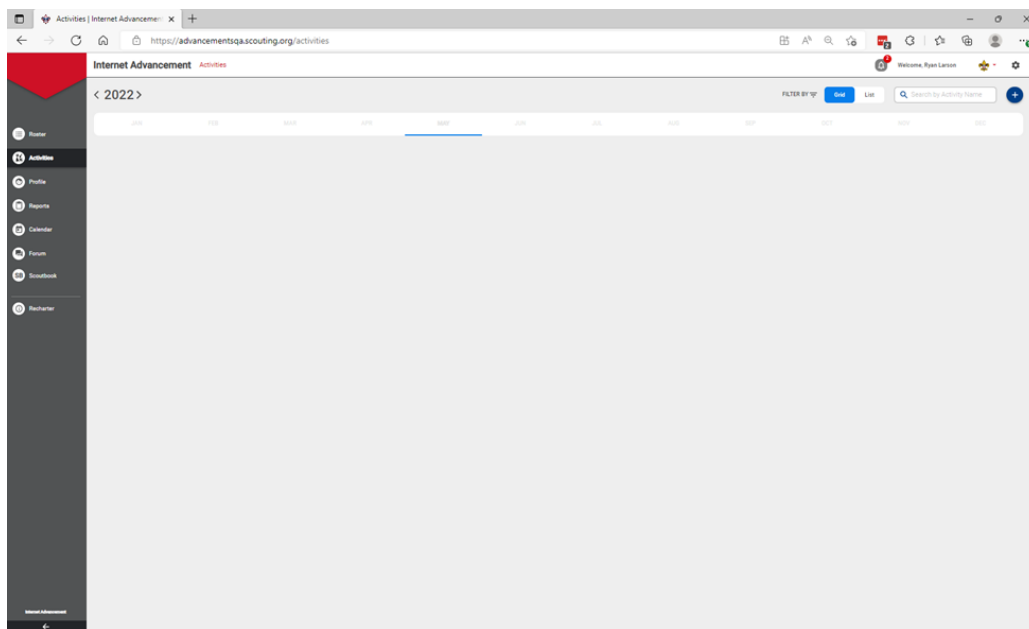 Activities | Internet Advancemen
https://advancementsqa.scouting.org/activities
Internet Advancement Activities
Welcome, Ryan Larson
< 2022 >
FILTER BY
Grid
List
Search by Activity Name
JAN FEB MAR APR MAY JUN JUL AUG SEP OCT NOV DEC
Roster
Activities
Profile
Reports
Calendar
Forum
SB Scoutbook
Recharter
Internet Advancement